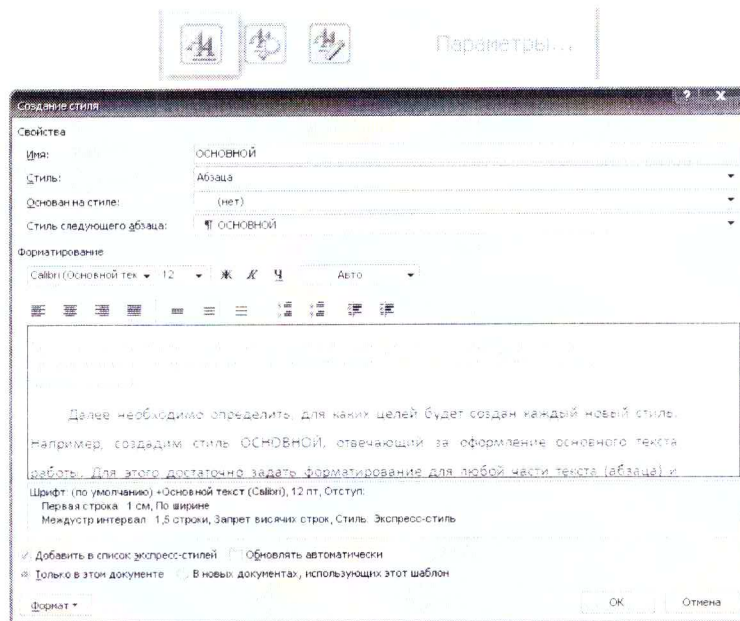 Параметры...
Создание стиля
Свойства
Имя: ОСНОВНОЙ
Стиль: Абзаца
Основан на стиле: (нет)
Стиль следующего абзаца: ¶ ОСНОВНОЙ
Форматирование
Calibri (Основной тек 12 Ж К Ч Авто
Далее необходимо определить, для каких целей будет создан каждый новый стиль.
Например, создадим стиль ОСНОВНОЙ, отвечающий за оформление основного текста
работы. Для этого достаточно задать форматирование для любой части текста (абзаца) и
Шрифт: (по умолчанию) +Основной текст (Calibri), 12 пт, Отступ:
Первая строка: 1 см, По ширине
Междустр.интервал: 1,5 строки, Запрет висячих строк, Стиль: Экспресс-стиль
Добавить в список экспресс-стилей Обновлять автоматически
Только в этом документе В новых документах, использующих этот шаблон
Формат ОК Отмена